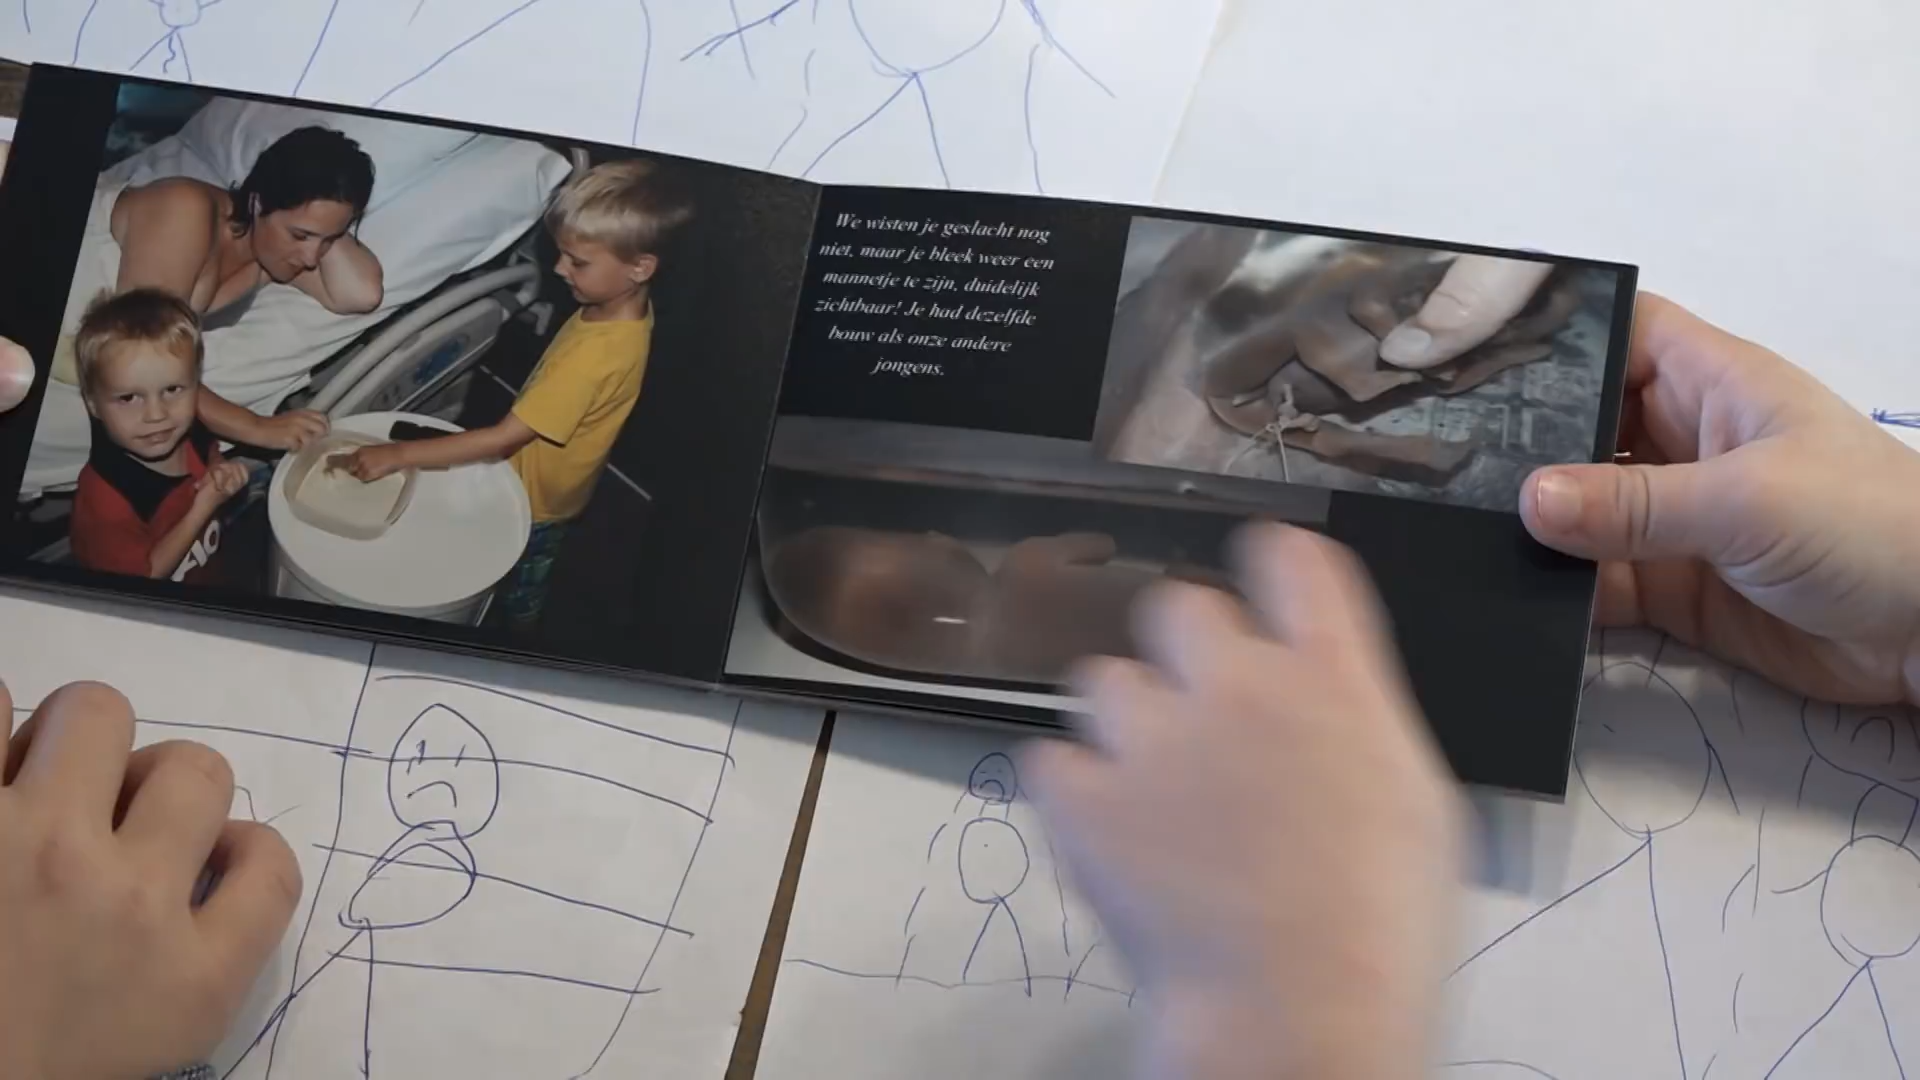 We wisten je geslacht nog
niet, maar je bleek weer een
mannetje te zijn, duidelijk
zichtbaar! Je had dezelfde
bouw als onze andere
jongens.